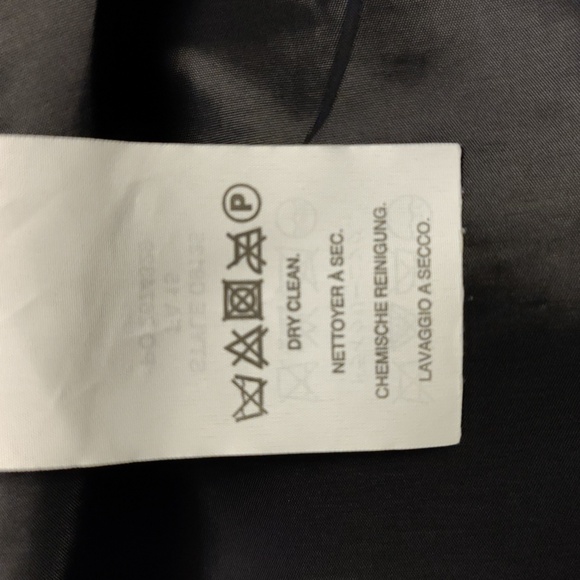 P
DRY CLEAN.
NETTOYER À SEC.
CHEMISCHE REINIGUNG.
LAVAGGIO A SECCO.